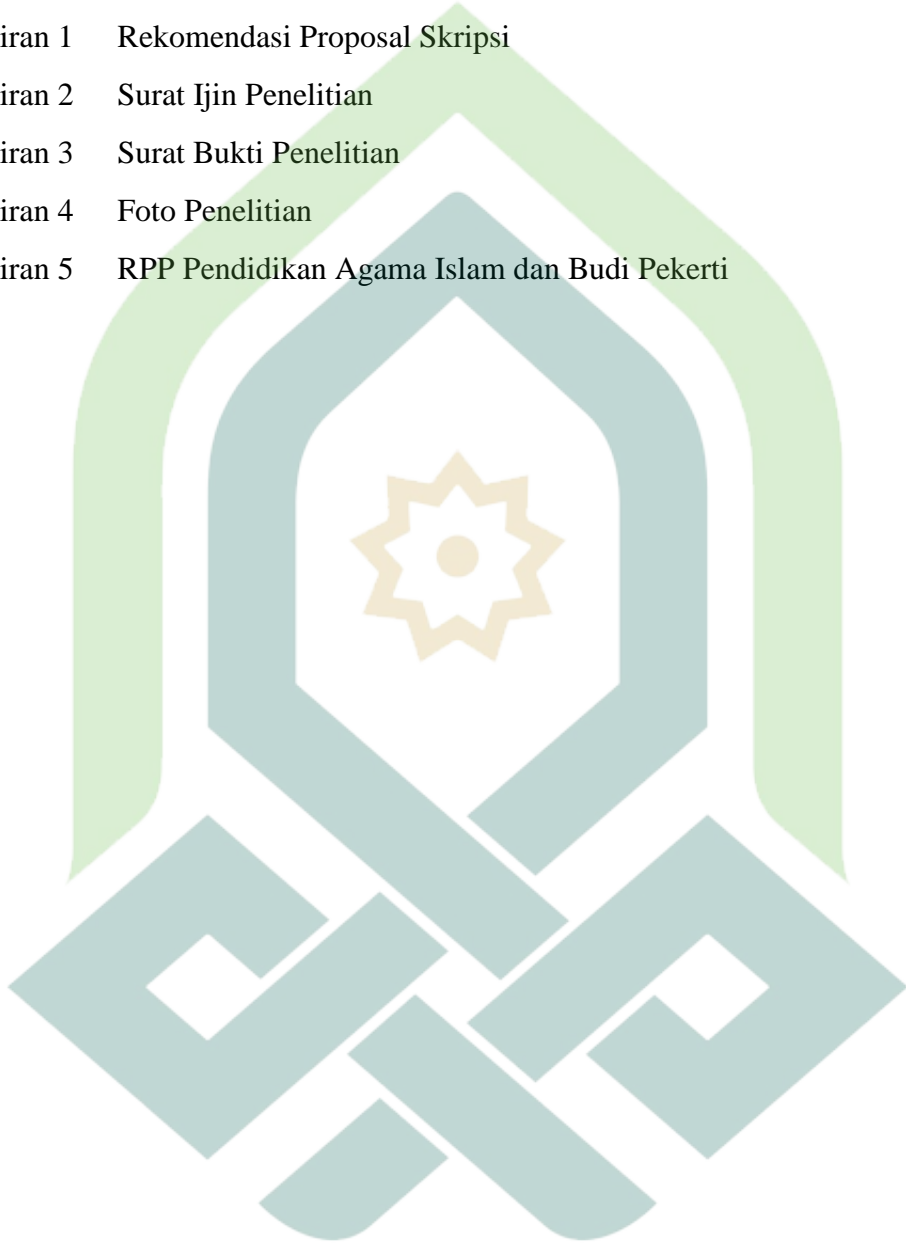 iran 1 Rekomendasi Proposal Skripsi
iran 2 Surat Ijin Penelitian
iran 3 Surat Bukti Penelitian
iran 4 Foto Penelitian
iran 5 RPP Pendidikan Agama Islam dan Budi Pekerti